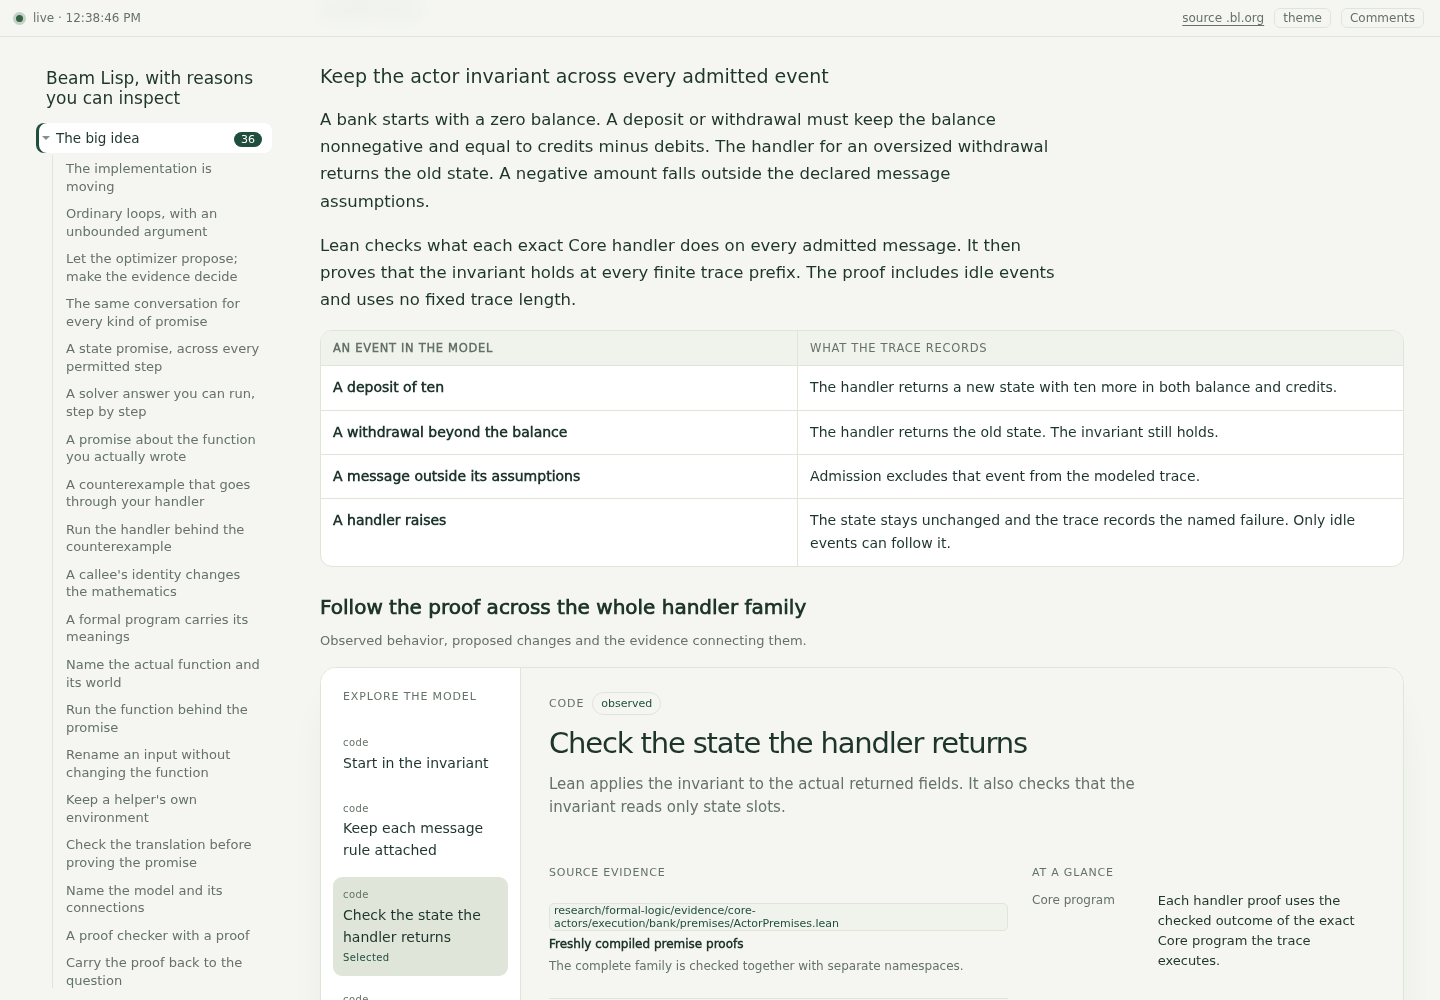 live · 12:38:46 PM
source .bl.org
theme
Comments
Beam Lisp, with reasons
you can inspect
The big idea
36
The implementation is
moving
Ordinary loops, with an
unbounded argument
Let the optimizer propose;
make the evidence decide
The same conversation for
every kind of promise
A state promise, across every
permitted step
A solver answer you can run,
step by step
A promise about the function
you actually wrote
A counterexample that goes
through your handler
Run the handler behind the
counterexample
A callee's identity changes
the mathematics
A formal program carries its
meanings
Name the actual function and
its world
Run the function behind the
promise
Rename an input without
changing the function
Keep a helper's own
environment
Check the translation before
proving the promise
Name the model and its
connections
A proof checker with a proof
Carry the proof back to the
question
Keep the actor invariant across every admitted event
A bank starts with a zero balance. A deposit or withdrawal must keep the balance
nonnegative and equal to credits minus debits. The handler for an oversized withdrawal
returns the old state. A negative amount falls outside the declared message
assumptions.
Lean checks what each exact Core handler does on every admitted message. It then
proves that the invariant holds at every finite trace prefix. The proof includes idle events
and uses no fixed trace length.
AN EVENT IN THE MODEL
WHAT THE TRACE RECORDS
A deposit of ten
The handler returns a new state with ten more in both balance and credits.
A withdrawal beyond the balance
The handler returns the old state. The invariant still holds.
A message outside its assumptions
Admission excludes that event from the modeled trace.
A handler raises
The state stays unchanged and the trace records the named failure. Only idle
events can follow it.
Follow the proof across the whole handler family
Observed behavior, proposed changes and the evidence connecting them.
EXPLORE THE MODEL
code
Start in the invariant
code
Keep each message
rule attached
code
Check the state the
handler returns
Selected
code
CODE
observed
Check the state the handler returns
Lean applies the invariant to the actual returned fields. It also checks that the
invariant reads only state slots.
SOURCE EVIDENCE
research/formal-logic/evidence/core-
actors/execution/bank/premises/ActorPremises.lean
Freshly compiled premise proofs
The complete family is checked together with separate namespaces.
AT A GLANCE
Core program
Each handler proof uses the
checked outcome of the exact
Core program the trace
executes.